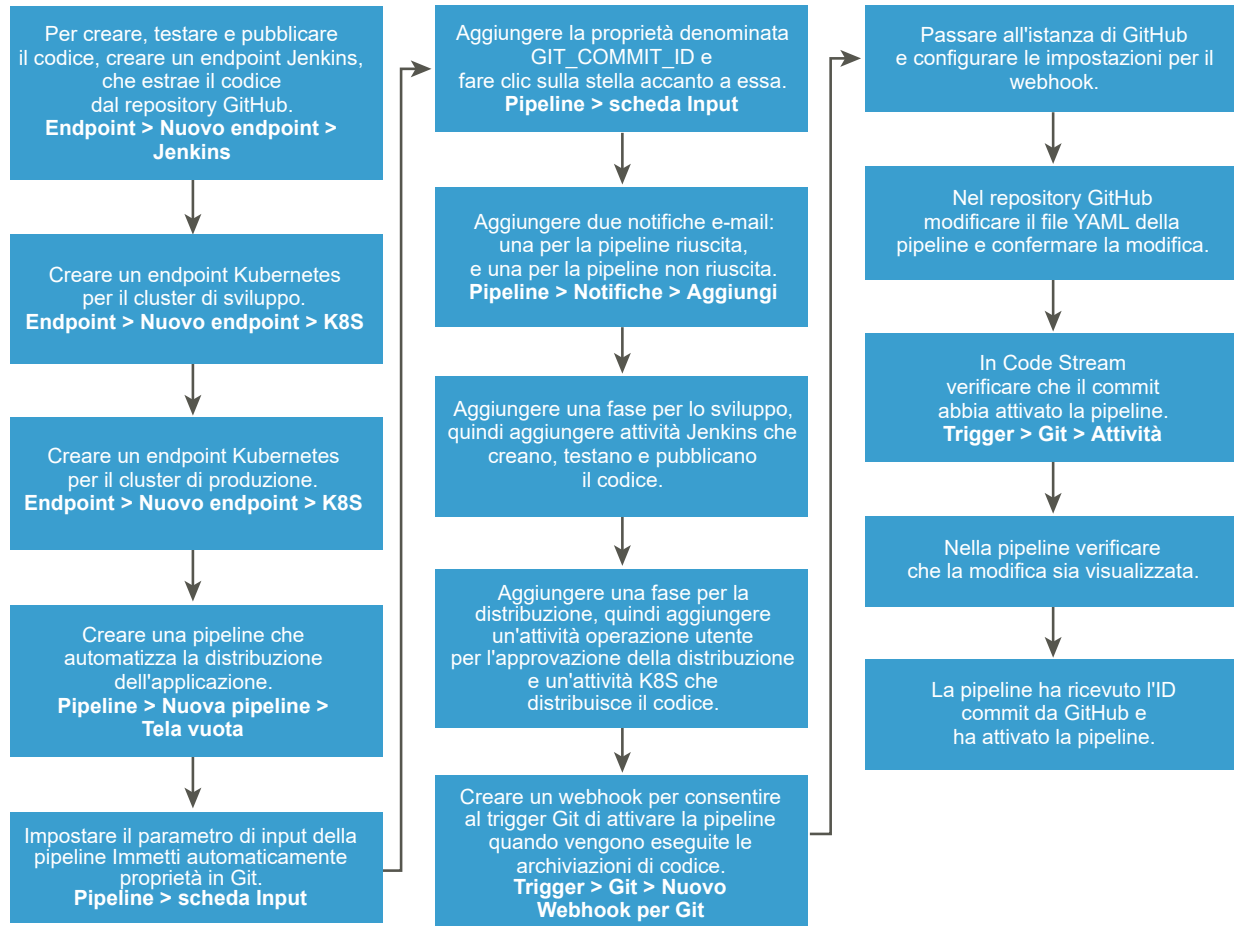 Per creare, testare e pubblicare
il codice, creare un endpoint Jenkins,
che estrae il codice
dal repository GitHub.
Endpoint > Nuovo endpoint >
Jenkins
Creare un endpoint Kubernetes
per il cluster di sviluppo.
Endpoint > Nuovo endpoint > K8S
Creare un endpoint Kubernetes
per il cluster di produzione.
Endpoint > Nuovo endpoint > K8S
Creare una pipeline che
automatizza la distribuzione
dell'applicazione.
Pipeline > Nuova pipeline >
Tela vuota
Impostare il parametro di input della
pipeline Immetti automaticamente
proprietà in Git.
Pipeline > scheda Input
Aggiungere la proprietà denominata
GIT_COMMIT_ID e
fare clic sulla stella accanto a essa.
Pipeline > scheda Input
Aggiungere due notifiche e-mail:
una per la pipeline riuscita,
e una per la pipeline non riuscita.
Pipeline > Notifiche > Aggiungi
Aggiungere una fase per lo sviluppo,
quindi aggiungere attività Jenkins che
creano, testano e pubblicano
il codice.
Aggiungere una fase per la
distribuzione, quindi aggiungere
un'attività operazione utente
per l'approvazione della distribuzione
e un'attività K8S che
distribuisce il codice.
Creare un webhook per consentire
al trigger Git di attivare la pipeline
quando vengono eseguite le
archiviazioni di codice.
Trigger > Git > Nuovo
Webhook per Git
Passare all'istanza di GitHub
e configurare le impostazioni per il
webhook.
Nel repository GitHub
modificare il file YAML della
pipeline e confermare la modifica.
In Code Stream
verificare che il commit
abbia attivato la pipeline.
Trigger > Git > Attività
Nella pipeline verificare
che la modifica sia visualizzata.
La pipeline ha ricevuto l'ID
commit da GitHub e
ha attivato la pipeline.